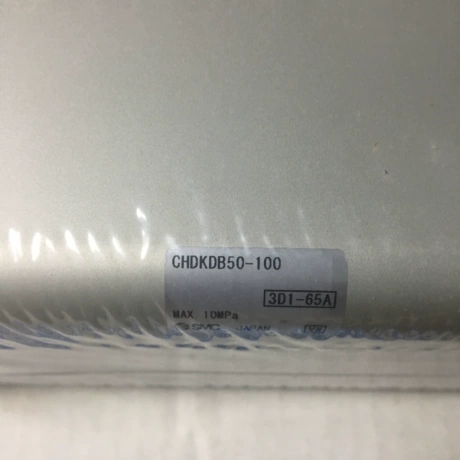 CHDKDB50-100
3D1-65A
MAX 10MPa
SMC JAPAN